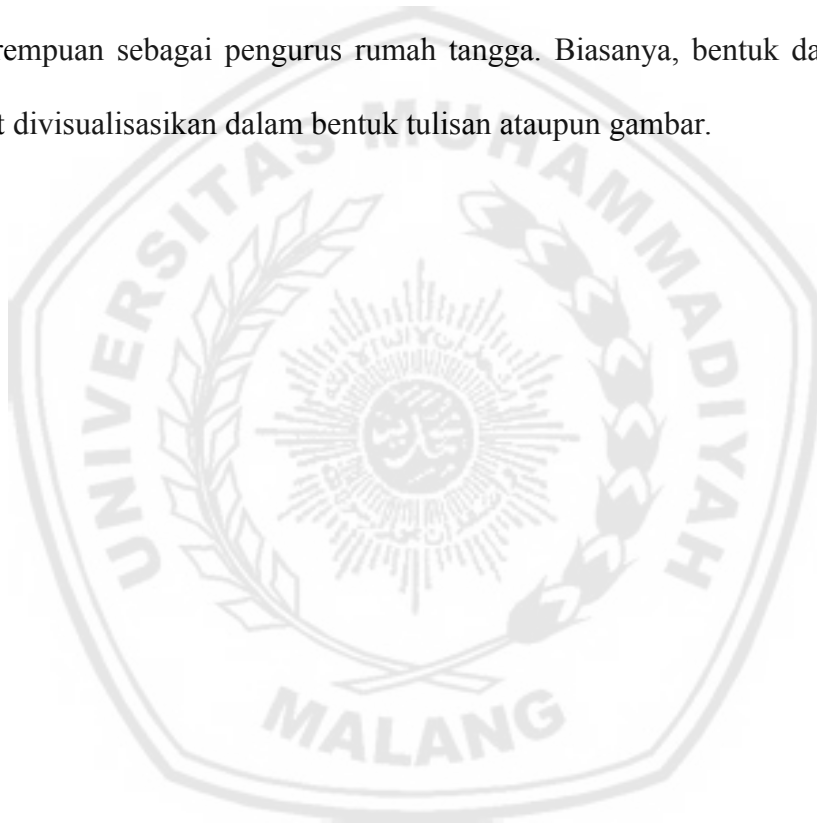 rempuan sebagai pengurus rumah tangga. Biasanya, bentuk da
t divisualisasikan dalam bentuk tulisan ataupun gambar.
UNIVERSITAS MUHAMMADIYAH
MALANG